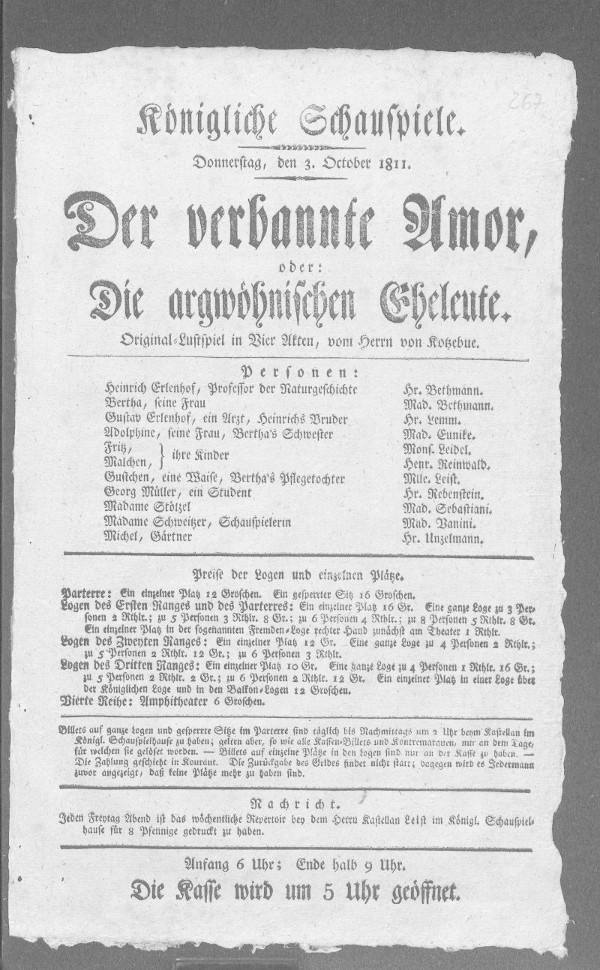 267
Königliche Schauspiele.
Donnerstag, den 3. October 1811.
Der verbannte Amor,
oder:
Die argwöhnischen Eheleute.
Original-Lustspiel in Vier Akten, vom Herrn von Kotzebue.
Personen:
Heinrich Erlenhof, Professor der Naturgeschichte Hr. Bethmann.
Bertha, seine Frau Mad. Bethmann.
Gustav Erlenhof, ein Arzt, Heinrichs Bruder Hr. Lemm.
Adolphine, seine Frau, Bertha's Schwester Mad. Eunike.
Fritz, Mons. Leidel.
} ihre Kinder
Malchen, Henr. Reinwald.
Gustchen, eine Waise, Bertha's Pflegetochter Mlle. Leist.
Georg Müller, ein Student Hr. Rebenstein.
Madame Stötzel Mad. Sebastiani.
Madame Schweitzer, Schauspielerin Mad. Vanini.
Michel, Gärtner Hr. Unzelmann.
Preise der Logen und einzelnen Plätze.
Parterre: Ein einzelner Platz 12 Groschen. Ein gesperrter Sitz 16 Groschen.
Logen des Ersten Ranges und des Parterres: Ein einzelner Platz 16 Gr. Eine ganze Loge zu 3 Per-
sonen 2 Rthlr.; zu 5 Personen 3 Rthlr. 8 Gr.; zu 6 Personen 4 Rthlr.; zu 8 Personen 5 Rthlr. 8 Gr.
Ein einzelner Platz in der sogenannten Fremden-Loge rechter Hand zunächst am Theater 1 Rthlr.
Logen des Zweyten Ranges: Ein einzelner Platz 12 Gr. Eine ganze Loge zu 4 Personen 2 Rthlr.;
zu 5 Personen 2 Rthlr. 12 Gr.; zu 6 Personen 3 Rthlr.
Logen des Dritten Ranges: Ein einzelner Platz 10 Gr. Eine ganze Loge zu 4 Personen 1 Rthlr. 16 Gr.;
zu 5 Personen 2 Rthlr. 2 Gr.; zu 6 Personen 2 Rthlr. 12 Gr. Ein einzelner Platz in einer Loge über
der Königlichen Loge und in den Balkon-Logen 12 Groschen.
Vierte Reihe: Amphitheater 6 Groschen.
Billets auf ganze Logen und gesperrte Sitze im Parterre sind täglich bis Nachmittags um 2 Uhr beym Kastellan im
Königl. Schauspielhause zu haben; gelten aber, so wie alle Kassen-Billets und Kontremarquen, nur an dem Tage,
für welchen sie gelöset worden. — Billets auf einzelne Plätze in den Logen sind nur an der Kasse zu haben. —
Die Zahlung geschieht in Kourant. Die Zurückgabe des Geldes findet nicht statt; dagegen wird es Jedermann
zuvor angezeigt, daß keine Plätze mehr zu haben sind.
Nachricht.
Jeden Freytag Abend ist das wöchentliche Repertoir bey dem Herrn Kastellan Leist im Königl. Schauspiel-
hause für 8 Pfennige gedruckt zu haben.
Anfang 6 Uhr; Ende halb 9 Uhr.
Die Kasse wird um 5 Uhr geöffnet.